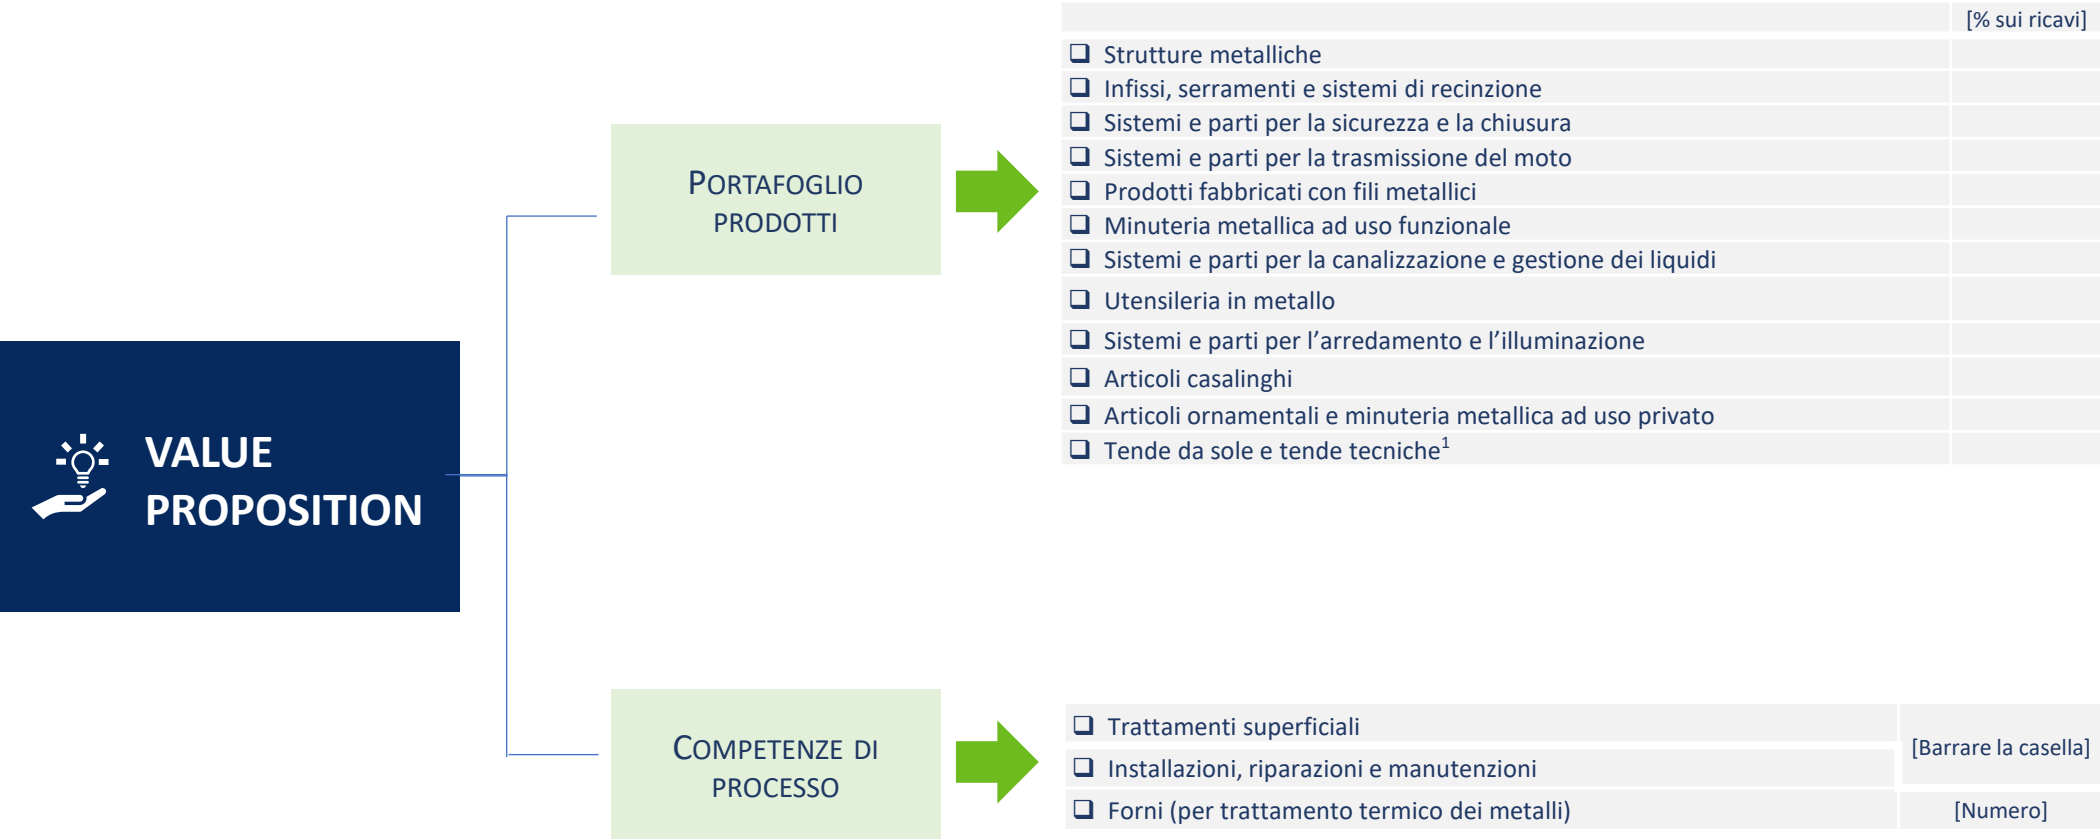 VALUE
PROPOSITION
PORTAFOGLIO
PRODOTTI
[% sui ricavi]
❑ Strutture metalliche
❑ Infissi, serramenti e sistemi di recinzione
❑ Sistemi e parti per la sicurezza e la chiusura
❑ Sistemi e parti per la trasmissione del moto
❑ Prodotti fabbricati con fili metallici
❑ Minuteria metallica ad uso funzionale
❑ Sistemi e parti per la canalizzazione e gestione dei liquidi
❑ Utensileria in metallo
❑ Sistemi e parti per l’arredamento e l’illuminazione
❑ Articoli casalinghi
❑ Articoli ornamentali e minuteria metallica ad uso privato
❑ Tende da sole e tende tecniche¹
COMPETENZE DI
PROCESSO
❑ Trattamenti superficiali
[Barrare la casella]
❑ Installazioni, riparazioni e manutenzioni
❑ Forni (per trattamento termico dei metalli) [Numero]